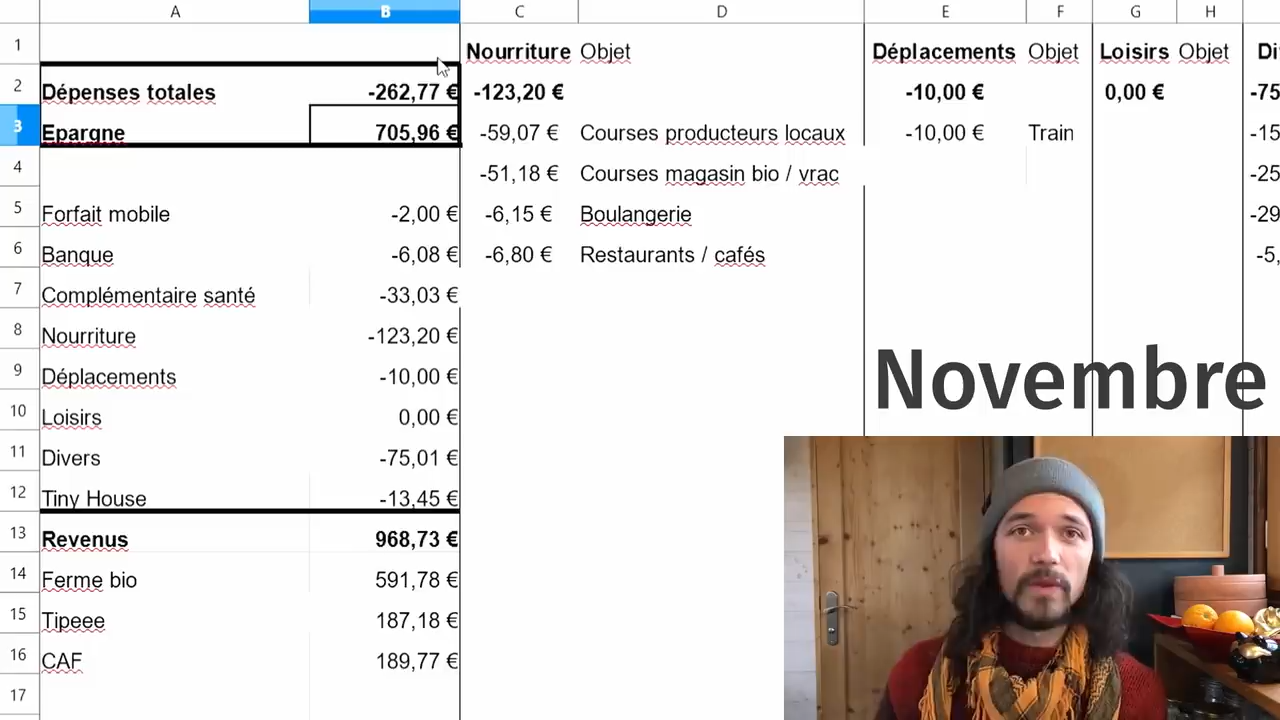 A B C D E F G H
1 Nourriture Objet Déplacements Objet Loisirs Objet
2 Dépenses totales -262,77 € -123,20 € -10,00 € 0,00 € -75
3 Epargne 705,96 € -59,07 € Courses producteurs locaux -10,00 € Train -15
4 -51,18 € Courses magasin bio / vrac -25
5 Forfait mobile -2,00 € -6,15 € Boulangerie -29
6 Banque -6,08 € -6,80 € Restaurants / cafés -5,
7 Complémentaire santé -33,03 €
8 Nourriture -123,20 €
9 Déplacements -10,00 €
10 Loisirs 0,00 €
11 Divers -75,01 €
12 Tiny House -13,45 €
13 Revenus 968,73 €
14 Ferme bio 591,78 €
15 Tipeee 187,18 €
16 CAF 189,77 €
17
Novembre